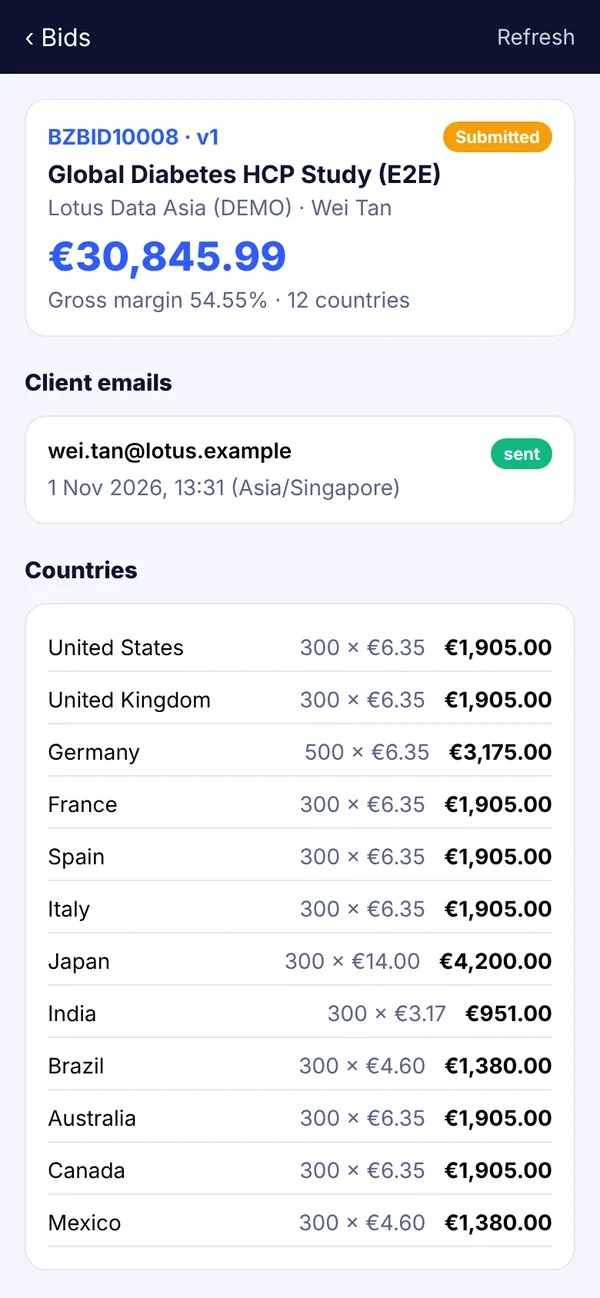 ‹ Bids Refresh
BZBID10008 · v1 Submitted
Global Diabetes HCP Study (E2E)
Lotus Data Asia (DEMO) · Wei Tan
€30,845.99
Gross margin 54.55% · 12 countries
Client emails
wei.tan@lotus.example sent
1 Nov 2026, 13:31 (Asia/Singapore)
Countries
United States 300 × €6.35 €1,905.00
United Kingdom 300 × €6.35 €1,905.00
Germany 500 × €6.35 €3,175.00
France 300 × €6.35 €1,905.00
Spain 300 × €6.35 €1,905.00
Italy 300 × €6.35 €1,905.00
Japan 300 × €14.00 €4,200.00
India 300 × €3.17 €951.00
Brazil 300 × €4.60 €1,380.00
Australia 300 × €6.35 €1,905.00
Canada 300 × €6.35 €1,905.00
Mexico 300 × €4.60 €1,380.00